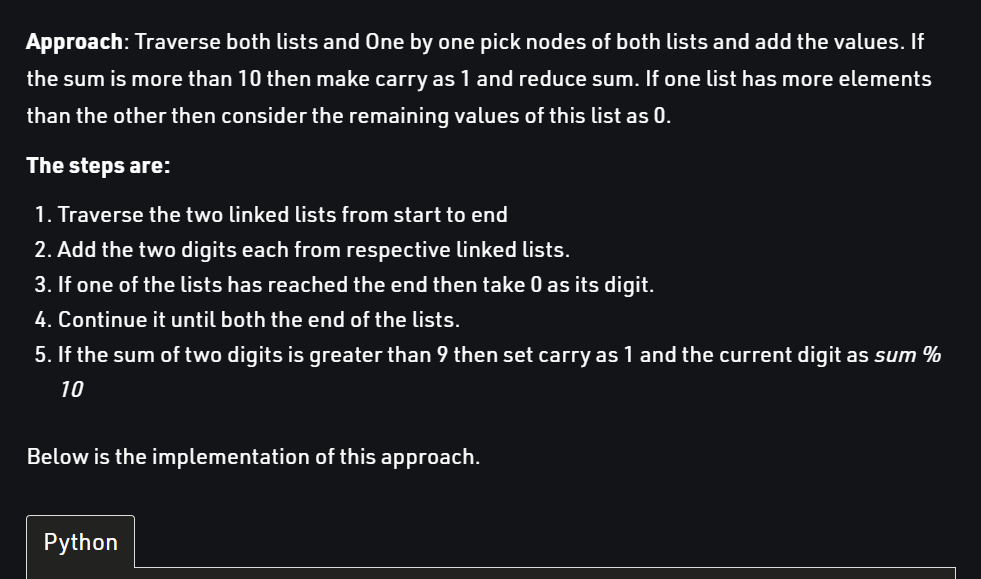 Approach: Traverse both lists and One by one pick nodes of both lists and add the values. If
the sum is more than 10 then make carry as 1 and reduce sum. If one list has more elements
than the other then consider the remaining values of this list as 0.
The steps are:
1. Traverse the two linked lists from start to end
2. Add the two digits each from respective linked lists.
3. If one of the lists has reached the end then take 0 as its digit.
4. Continue it until both the end of the lists.
5. If the sum of two digits is greater than 9 then set carry as 1 and the current digit as sum %
10
Below is the implementation of this approach.
Python